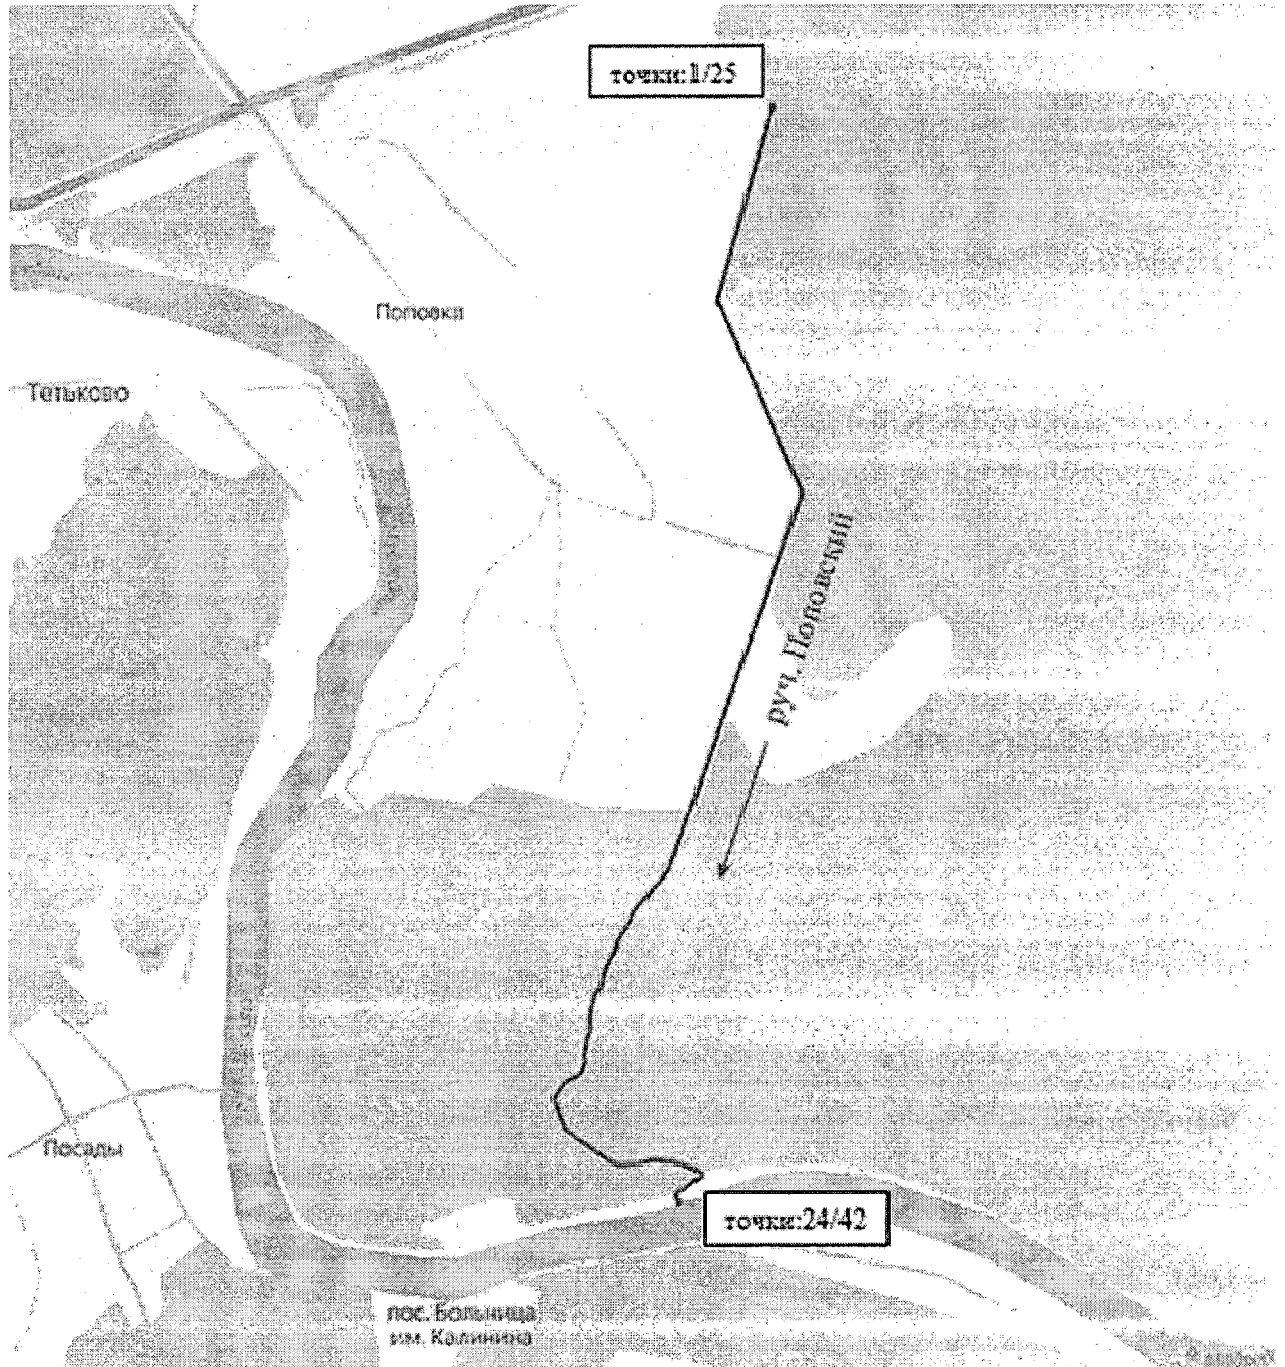 точки:1/25
Поповка
Тетьково
руч. Поповский
Посады
точки:24/42
пос. Больница
им. Калинина